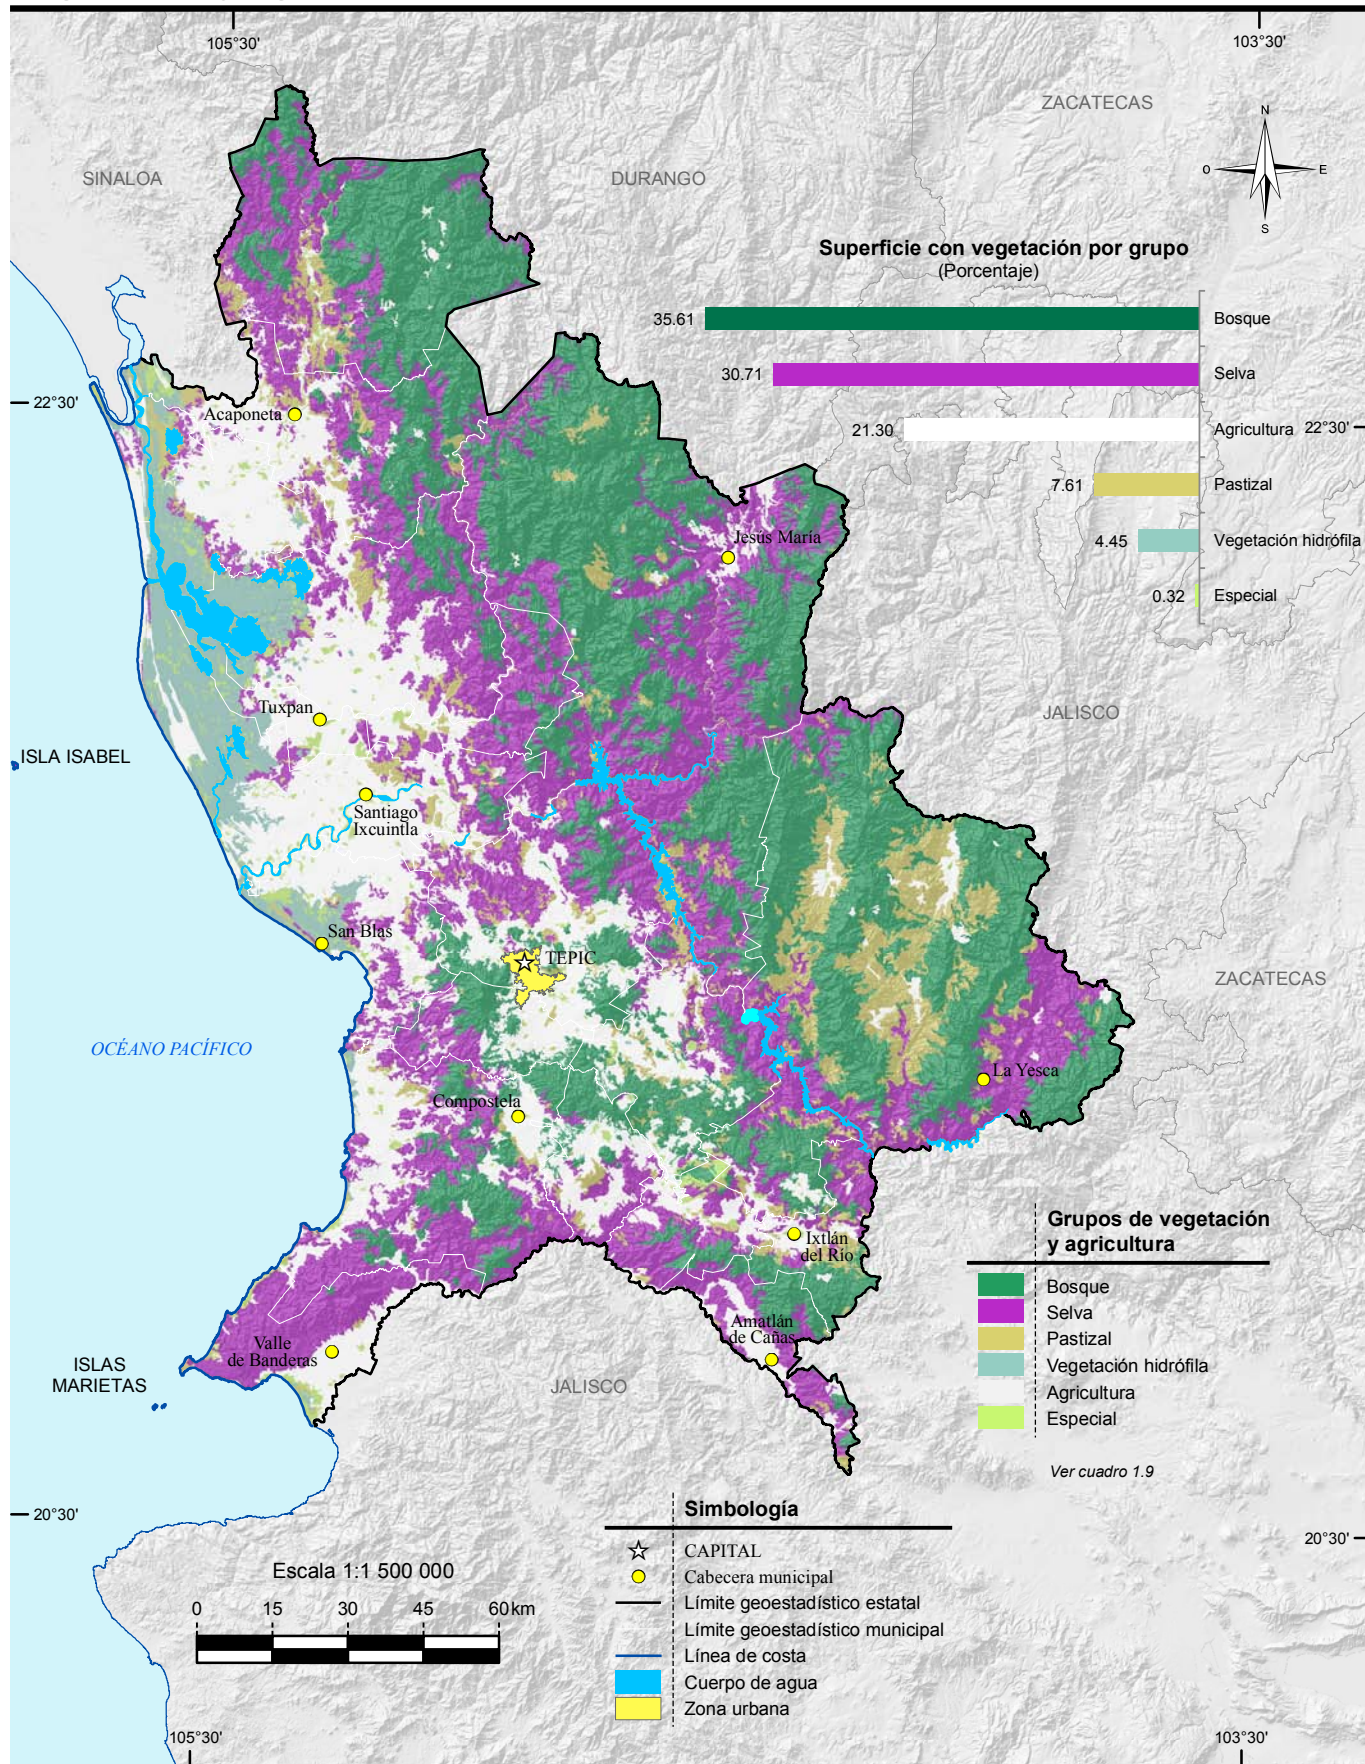 105°30'
103°30'
ZACATECAS
N
O
E
S
SINALOA
DURANGO
Superficie con vegetación por grupo
(Porcentaje)
35.61
Bosque
30.71
Selva
22°30'
Acaponeta
21.30
Agricultura
22°30'
7.61
Pastizal
Jesús María
4.45
Vegetación hidrófila
0.32
Especial
Tuxpan
JALISCO
ISLA ISABEL
Santiago
Ixcuintla
San Blas
TEPIC
ZACATECAS
OCÉANO PACÍFICO
La Yesca
Compostela
Ixtlán
del Río
Grupos de vegetación
y agricultura
Bosque
Selva
Pastizal
Vegetación hidrófila
Agricultura
Especial
Ver cuadro 1.9
Amatlán
de Cañas
Valle
de Banderas
ISLAS
MARIETAS
JALISCO
Simbología
CAPITAL
Cabecera municipal
Límite geoestadístico estatal
Límite geoestadístico municipal
Línea de costa
Cuerpo de agua
Zona urbana
20°30'
20°30'
Escala 1:1 500 000
0 15 30 45 60 km
105°30'
103°30'